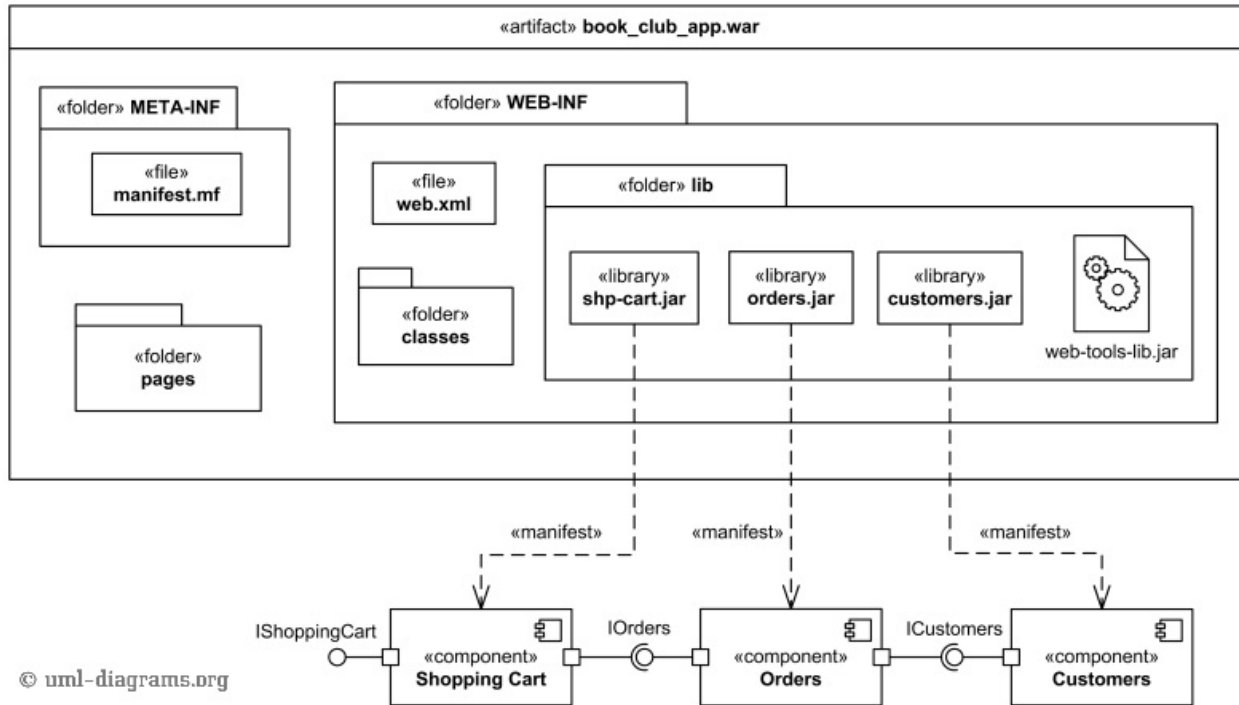 «artifact» book_club_app.war
«folder» META-INF
«file»
manifest.mf
«folder»
pages
«folder» WEB-INF
«file»
web.xml
«folder»
classes
«folder» lib
«library»
shp-cart.jar
«library»
orders.jar
«library»
customers.jar
web-tools-lib.jar
«manifest»
«manifest»
«manifest»
IShoppingCart
«component»
Shopping Cart
IOrders
«component»
Orders
ICustomers
«component»
Customers
© uml-diagrams.org